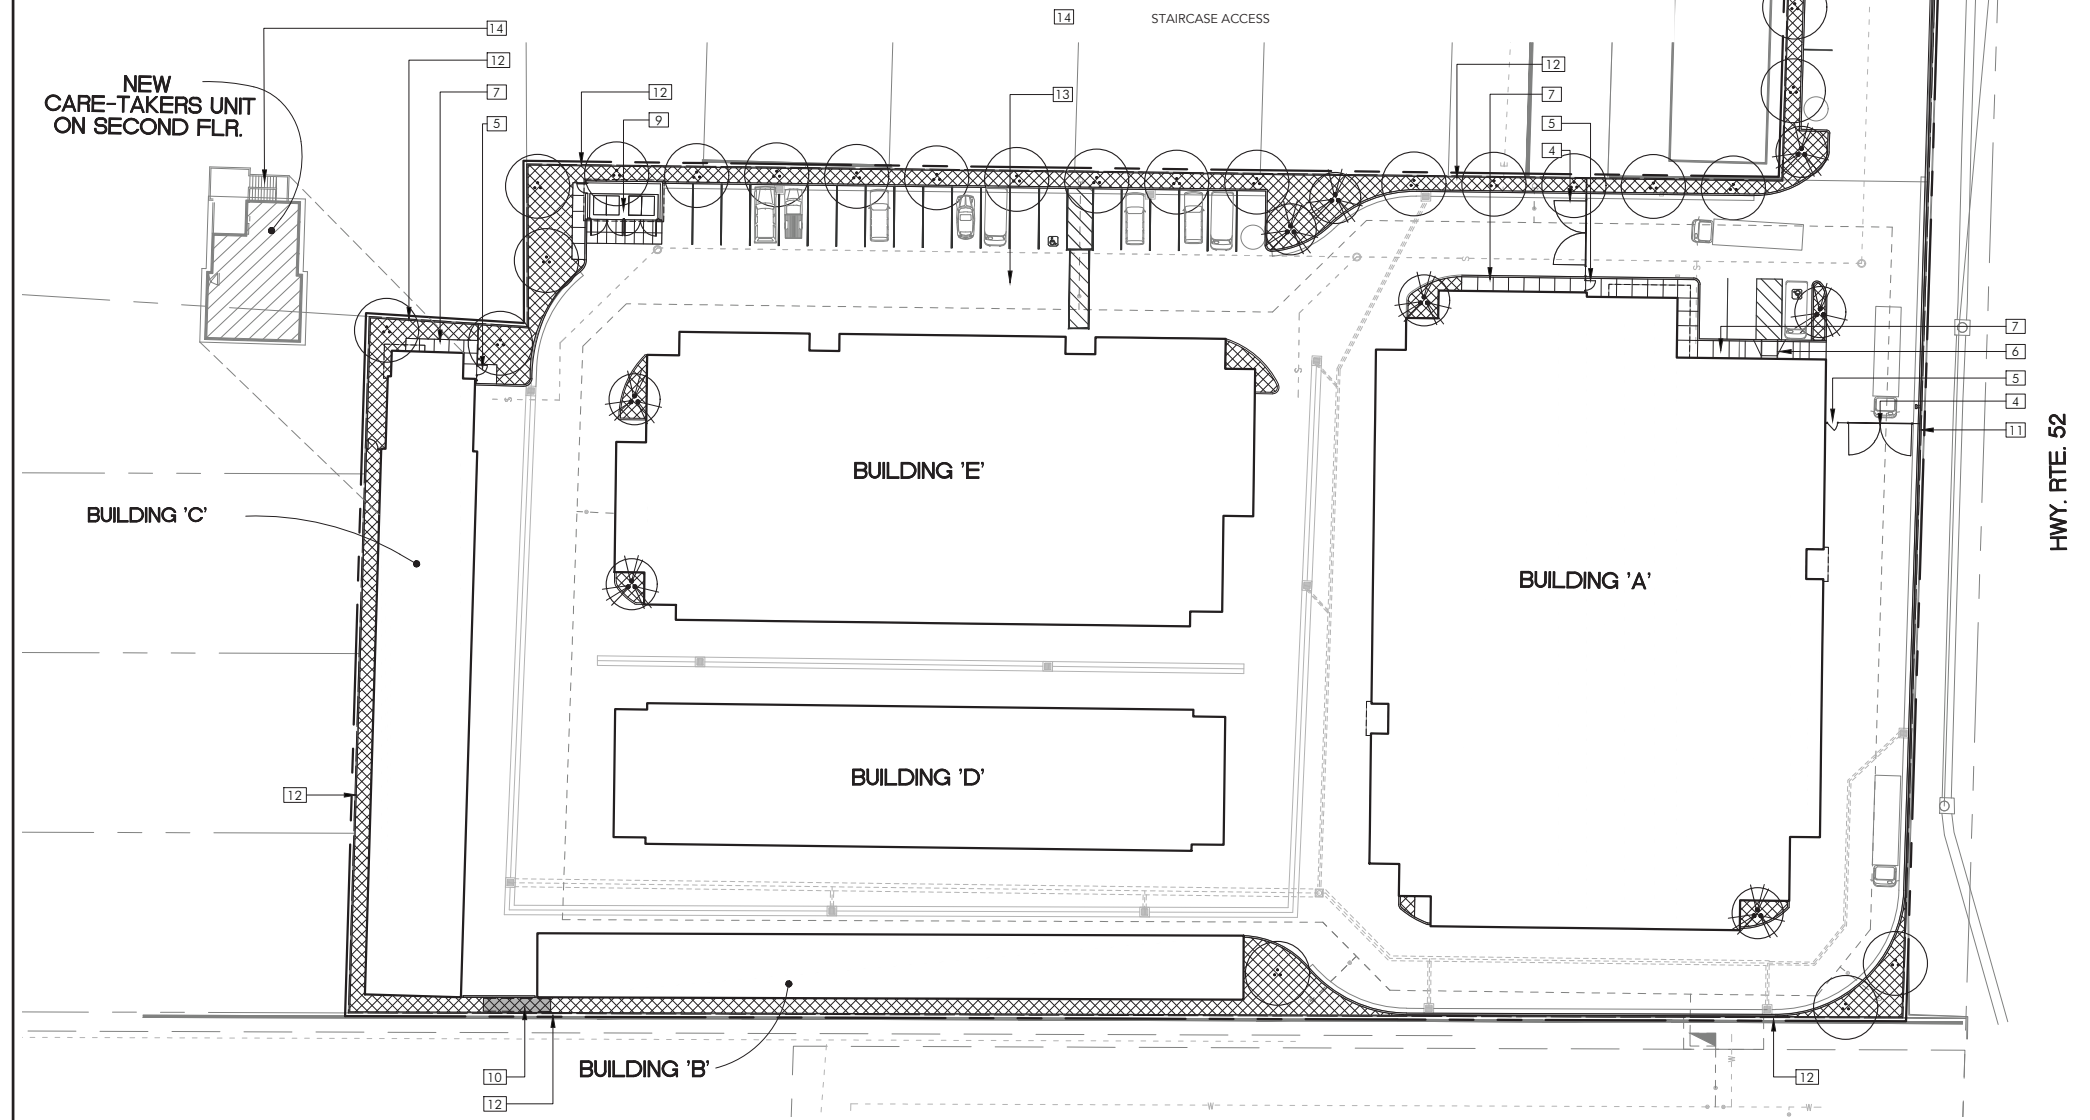 14
STAIRCASE ACCESS
14
12
7
5
12
9
13
12
7
5
4
NEW
CARE-TAKERS UNIT
ON SECOND FLR.
7
6
5
4
11
HWY. RTE. 52
BUILDING 'E'
BUILDING 'C'
BUILDING 'A'
BUILDING 'D'
12
BUILDING 'B'
10
12
12
S
S
S
S
W
W
W